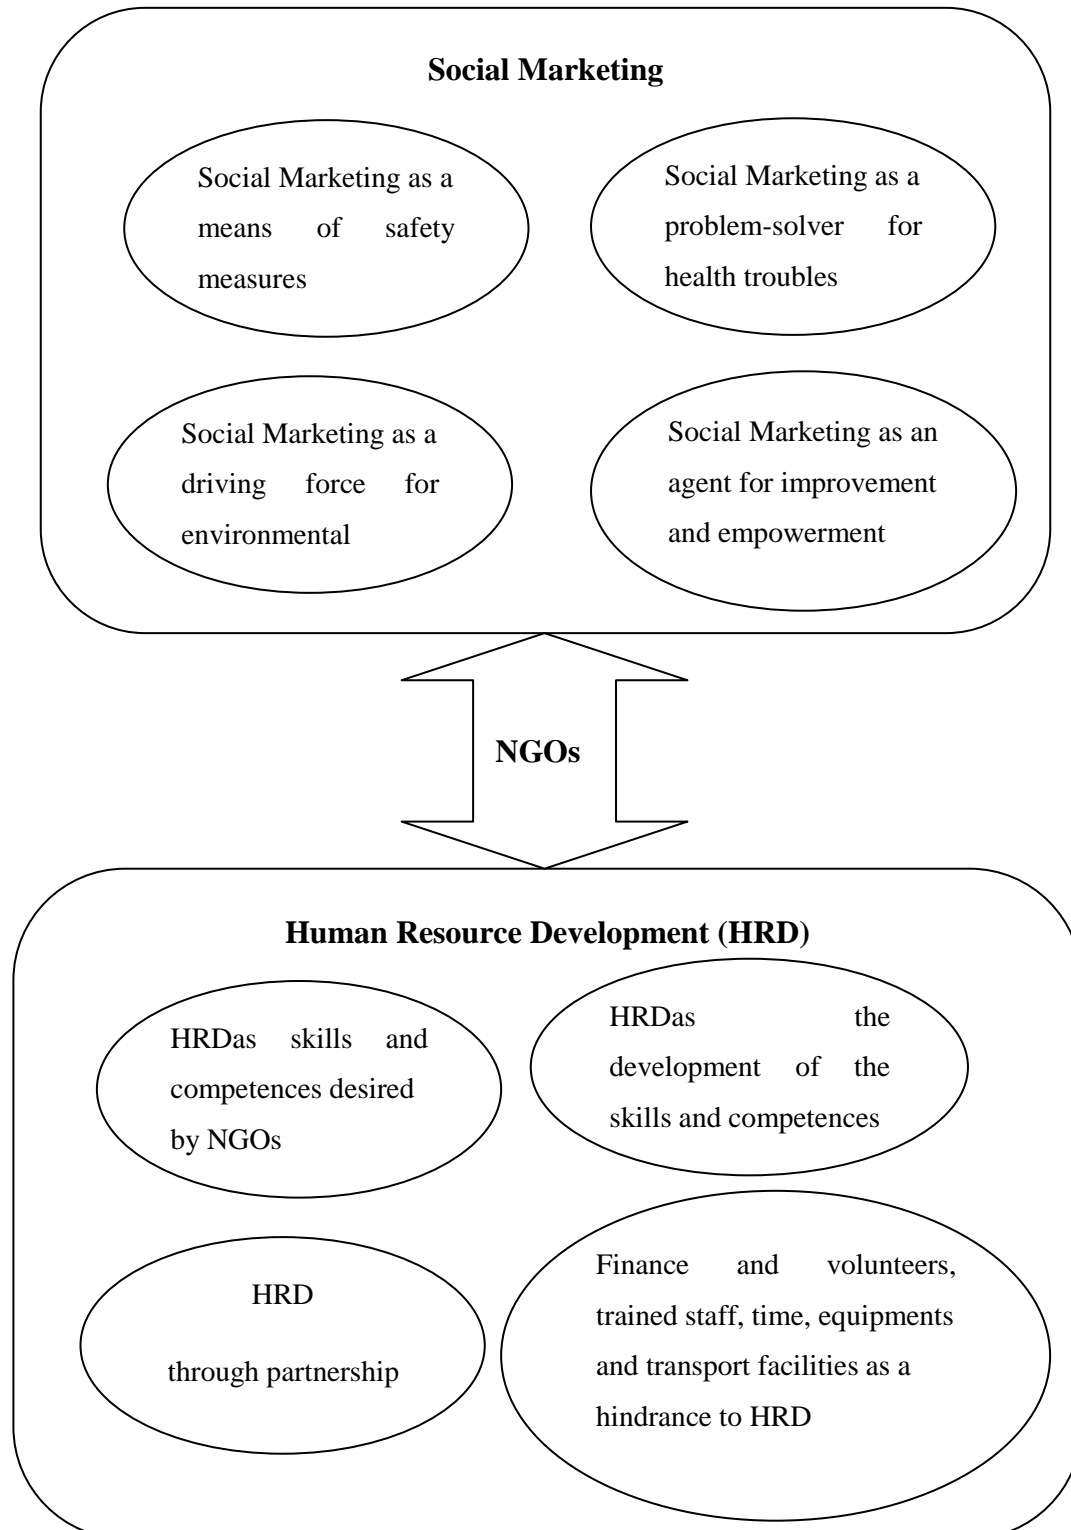 Social Marketing
Social Marketing as a
means of safety
measures
Social Marketing as a
problem-solver for
health troubles
Social Marketing as a
driving force for
environmental
Social Marketing as an
agent for improvement
and empowerment
NGOs
Human Resource Development (HRD)
HRDas skills and
competences desired
by NGOs
HRDas the
development of the
skills and competences
HRD
through partnership
Finance and volunteers,
trained staff, time, equipments
and transport facilities as a
hindrance to HRD